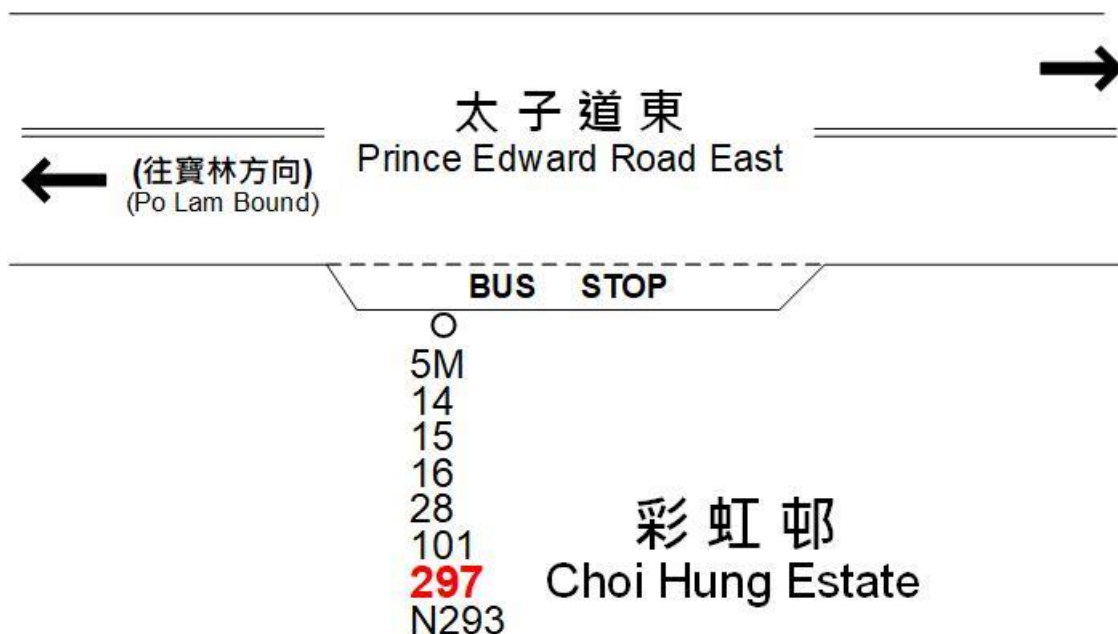 太子道東
Prince Edward Road East
(往寶林方向)
(Po Lam Bound)
BUS STOP
5M
14
15
16
28
101
297
N293
彩虹邨
Choi Hung Estate